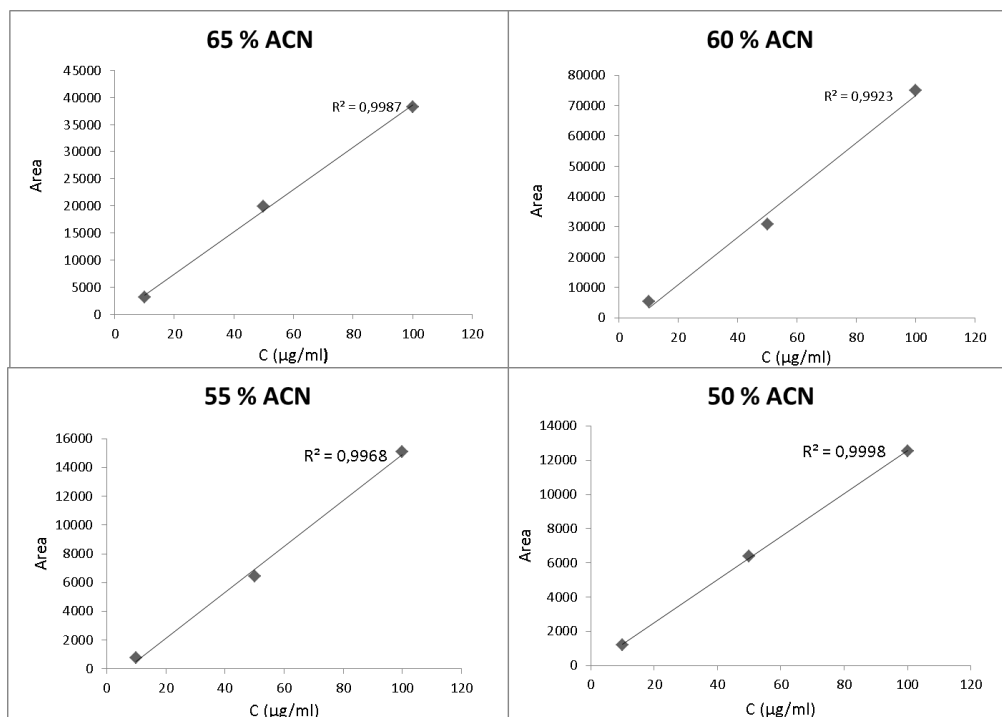 65 % ACN
45000
40000
35000
30000
25000
20000
15000
10000
5000
0
Area
R² = 0,9987
0 20 40 60 80 100 120
C (µg/ml)
60 % ACN
80000
70000
60000
50000
40000
30000
20000
10000
0
Area
R² = 0,9923
0 20 40 60 80 100 120
C (µg/ml)
55 % ACN
16000
14000
12000
10000
8000
6000
4000
2000
0
Area
R² = 0,9968
0 20 40 60 80 100 120
C (µg/ml)
50 % ACN
14000
12000
10000
8000
6000
4000
2000
0
Area
R² = 0,9998
0 20 40 60 80 100 120
C (µg/ml)